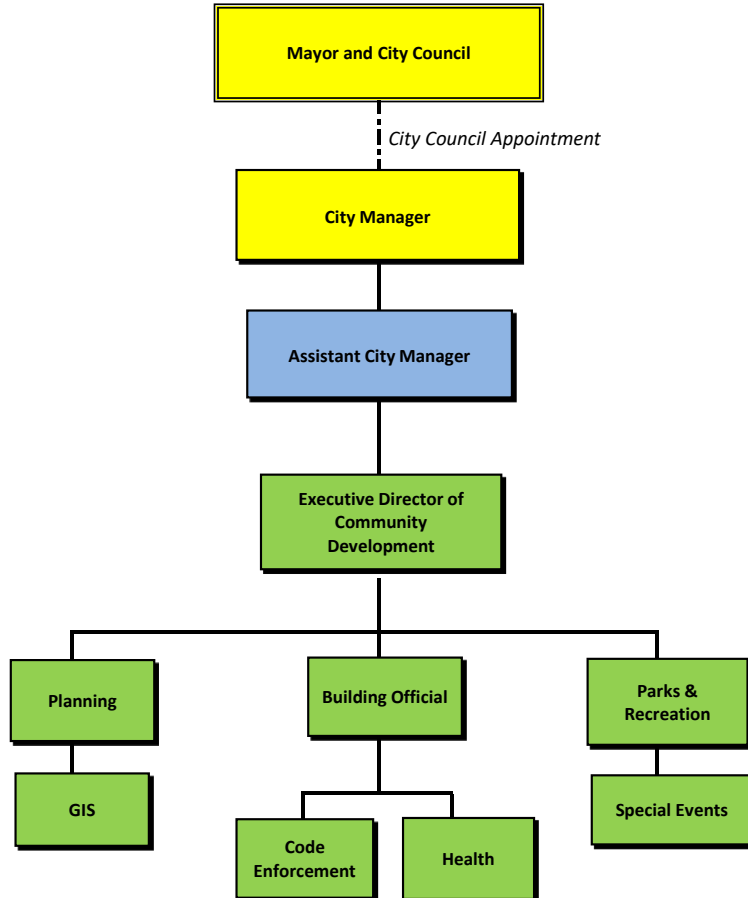 Mayor and City Council
City Council Appointment
City Manager
Assistant City Manager
Executive Director of
Community
Development
Planning
Building Official
Parks &
Recreation
GIS
Special Events
Code
Enforcement
Health